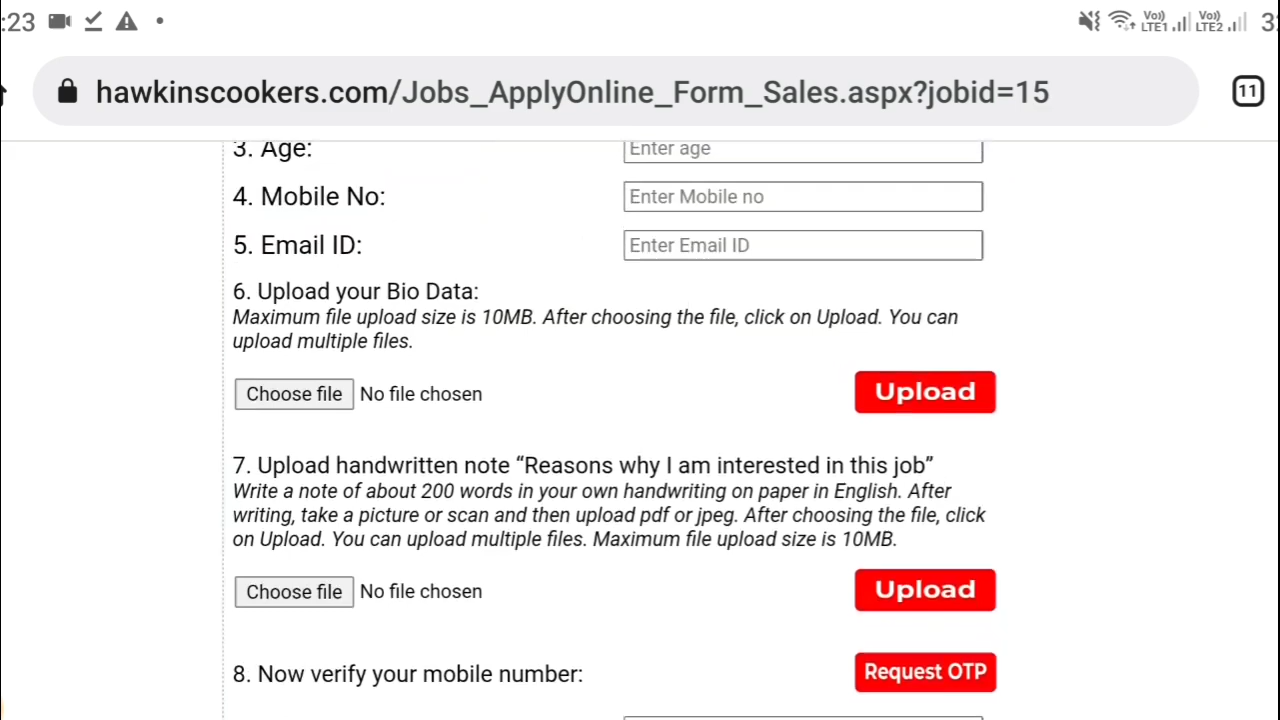 :23
Vo)) LTE1 Vo)) LTE2 3
hawkinscookers.com/Jobs_ApplyOnline_Form_Sales.aspx?jobid=15
11
3. Age:
Enter age
4. Mobile No:
Enter Mobile no
5. Email ID:
Enter Email ID
6. Upload your Bio Data:
Maximum file upload size is 10MB. After choosing the file, click on Upload. You can
upload multiple files.
Choose file No file chosen
Upload
7. Upload handwritten note “Reasons why I am interested in this job”
Write a note of about 200 words in your own handwriting on paper in English. After
writing, take a picture or scan and then upload pdf or jpeg. After choosing the file, click
on Upload. You can upload multiple files. Maximum file upload size is 10MB.
Choose file No file chosen
Upload
8. Now verify your mobile number:
Request OTP